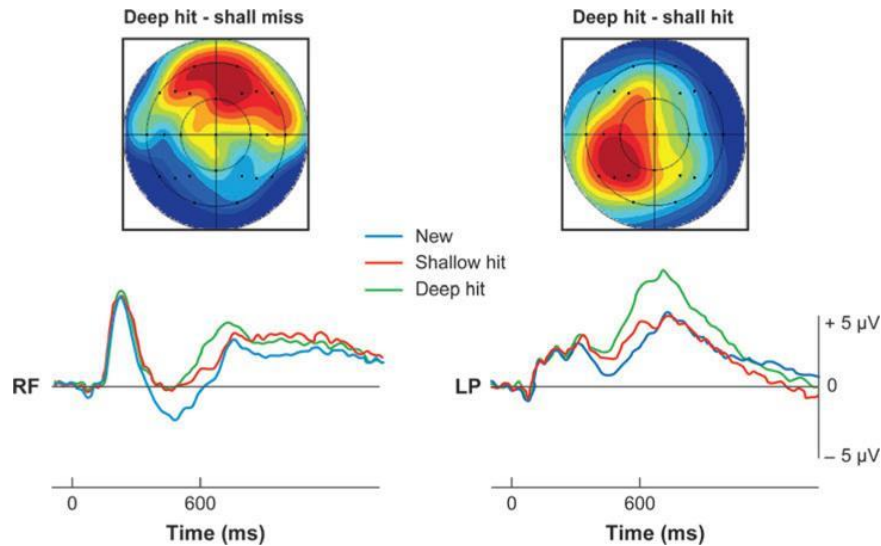 Deep hit - shall miss
Deep hit - shall hit
New
Shallow hit
Deep hit
RF
LP
+ 5 µV
0
– 5 µV
0
600
Time (ms)
0
600
Time (ms)